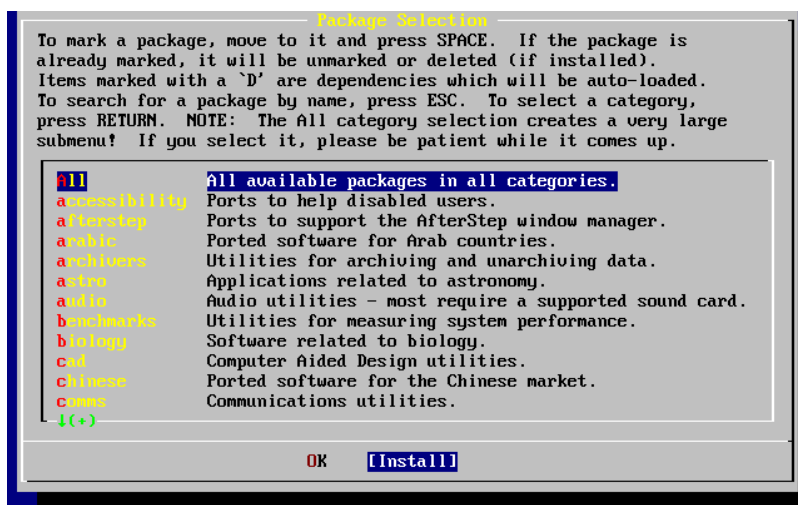 Package Selection
To mark a package, move to it and press SPACE.  If the package is
already marked, it will be unmarked or deleted (if installed).
Items marked with a `D' are dependencies which will be auto-loaded.
To search for a package by name, press ESC.  To select a category,
press RETURN.  NOTE:  The All category selection creates a very large
submenu!  If you select it, please be patient while it comes up.
All All available packages in all categories.
accessibility Ports to help disabled users.
afterstep Ports to support the AfterStep window manager.
arabic Ported software for Arab countries.
archivers Utilities for archiving and unarchiving data.
astro Applications related to astronomy.
audio Audio utilities - most require a supported sound card.
benchmarks Utilities for measuring system performance.
biology Software related to biology.
cad Computer Aided Design utilities.
chinese Ported software for the Chinese market.
comms Communications utilities.
↓(+)
OK [Install]